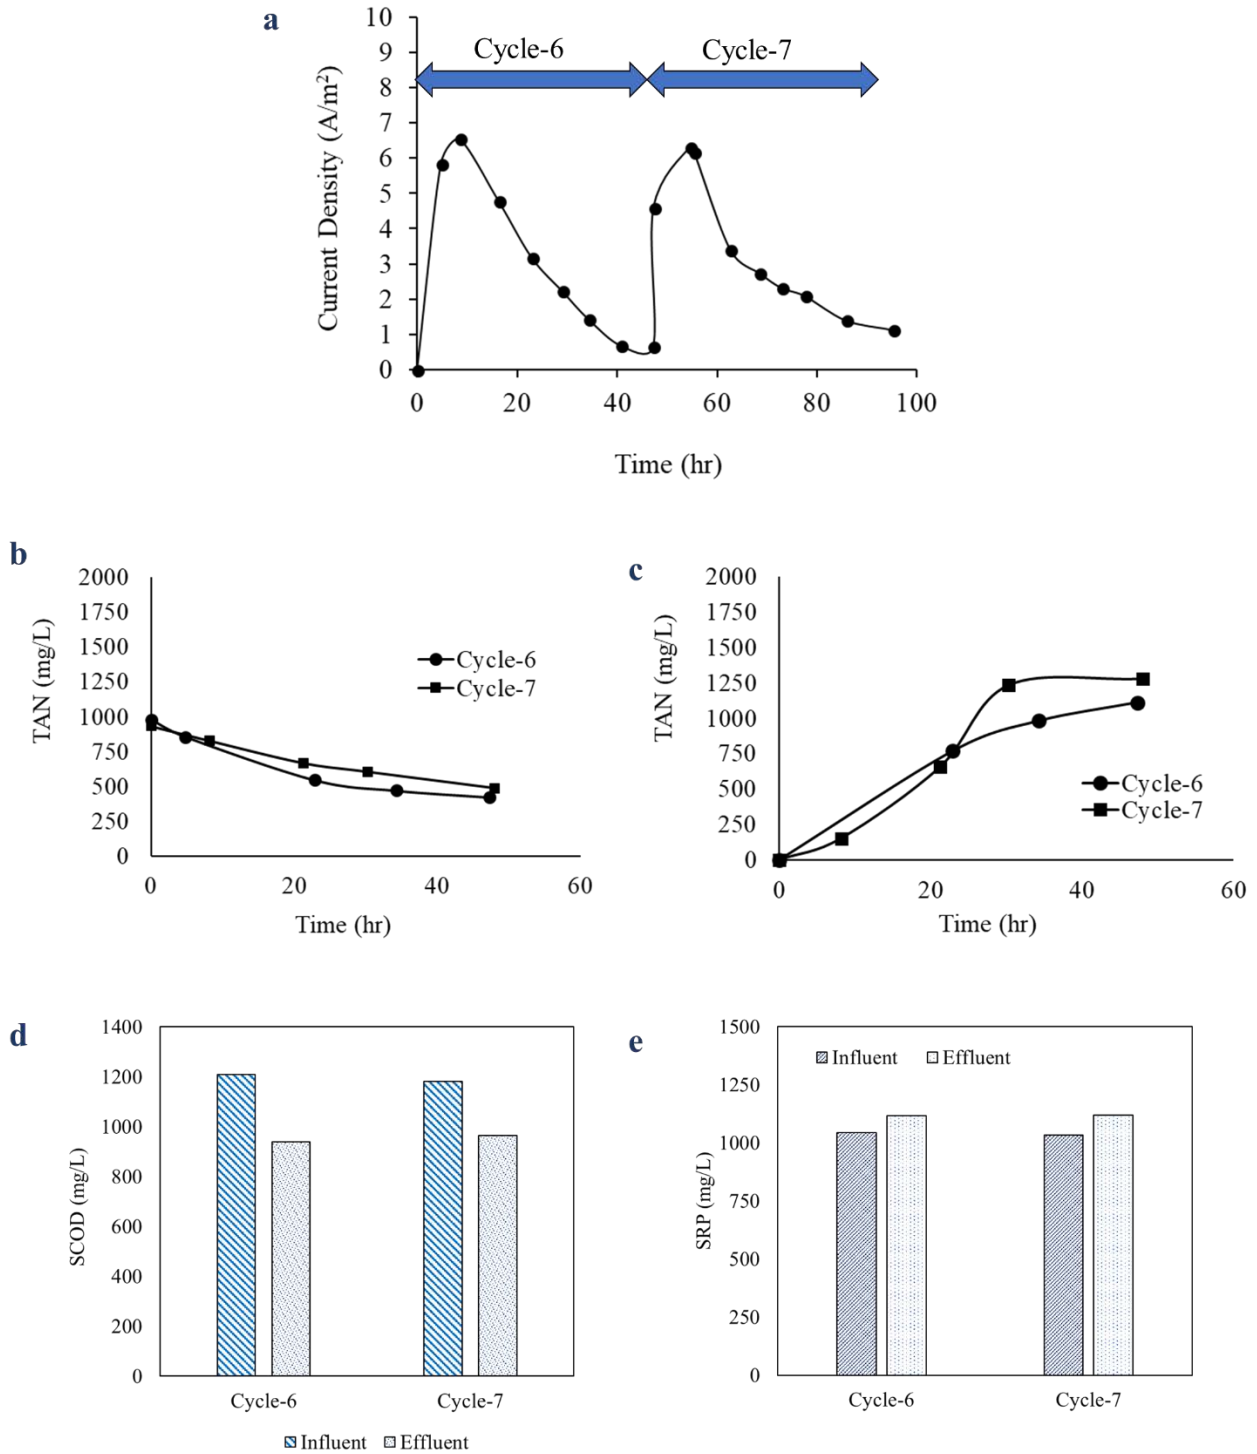 a
Cycle-6
Cycle-7
Current Density (A/m²)
10
9
8
7
6
5
4
3
2
1
0
0 20 40 60 80 100
Time (hr)
b
TAN (mg/L)
2000
1750
1500
1250
1000
750
500
250
0
Cycle-6
Cycle-7
0 20 40 60
Time (hr)
c
TAN (mg/L)
2000
1750
1500
1250
1000
750
500
250
0
Cycle-6
Cycle-7
0 20 40 60
Time (hr)
d
SCOD (mg/L)
1400
1200
1000
800
600
400
200
0
Cycle-6 Cycle-7
Influent Effluent
e
SRP (mg/L)
1500
1250
1000
750
500
250
0
Influent Effluent
Cycle-6 Cycle-7